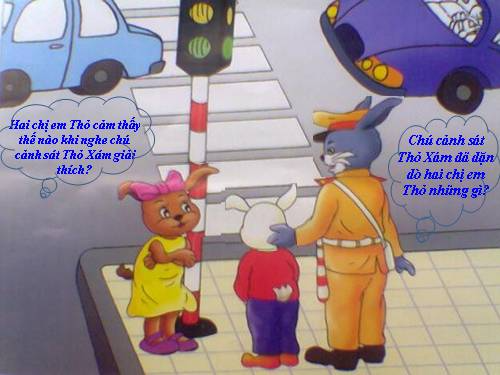 Hai chị em Thỏ cảm thấy
thế nào khi nghe chú
cảnh sát Thỏ Xám giải
thích?
Chú cảnh sát
Thỏ Xám đã dặn
dò hai chị em
Thỏ những gì?